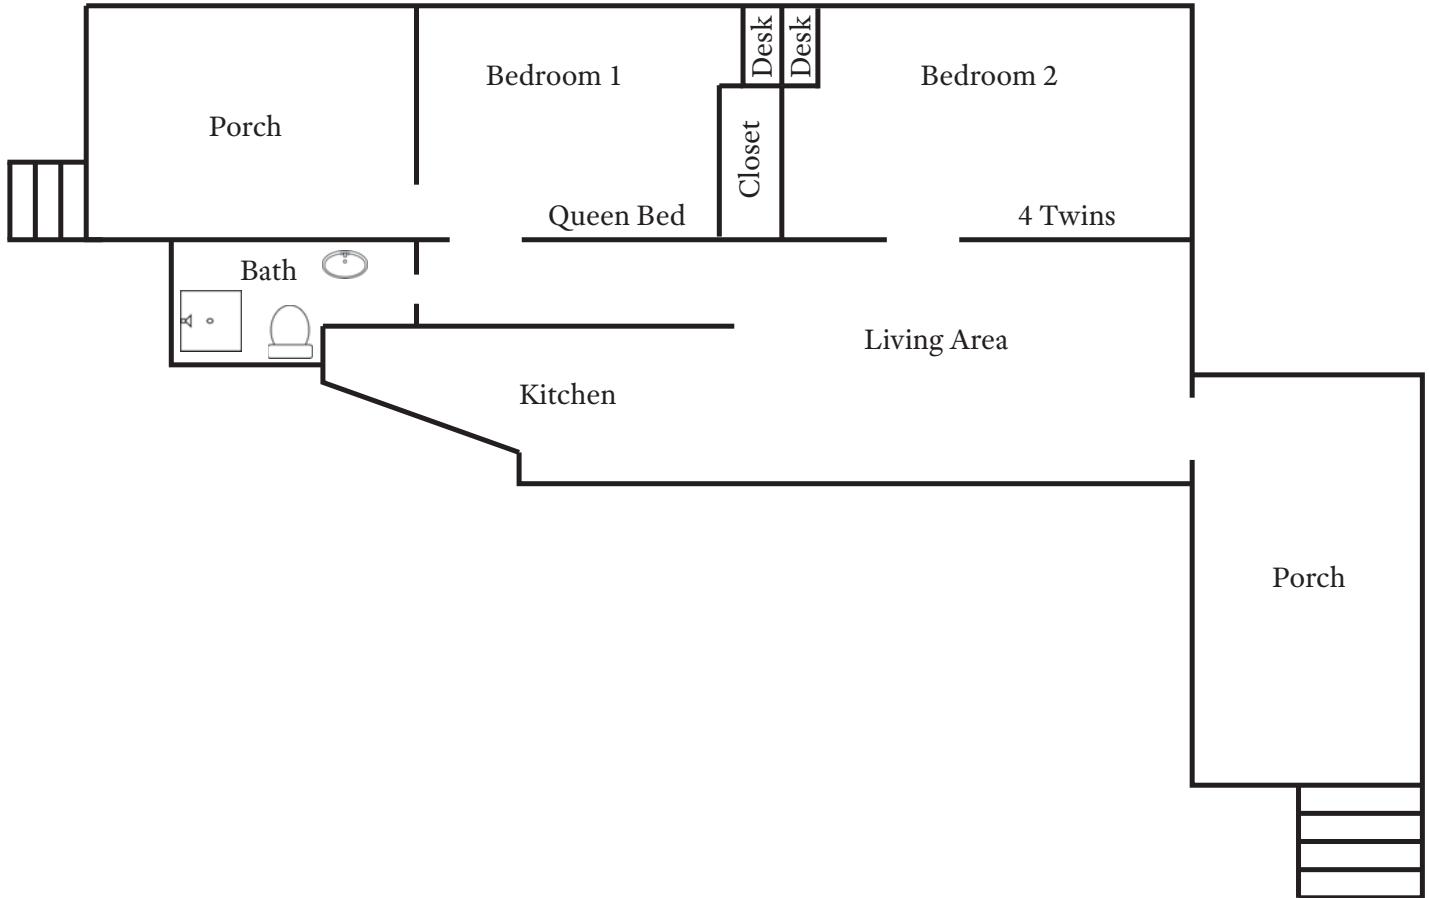 Desk
Desk
Bedroom 1
Bedroom 2
Porch
Closet
Queen Bed
4 Twins
Bath
Living Area
Kitchen
Porch